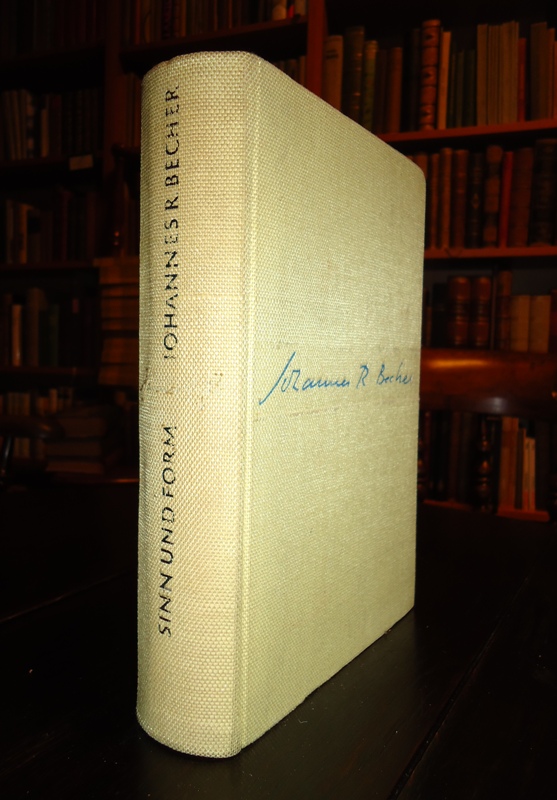 SINN UND FORM JOHANNES R. BECHER
Johannes R Becher